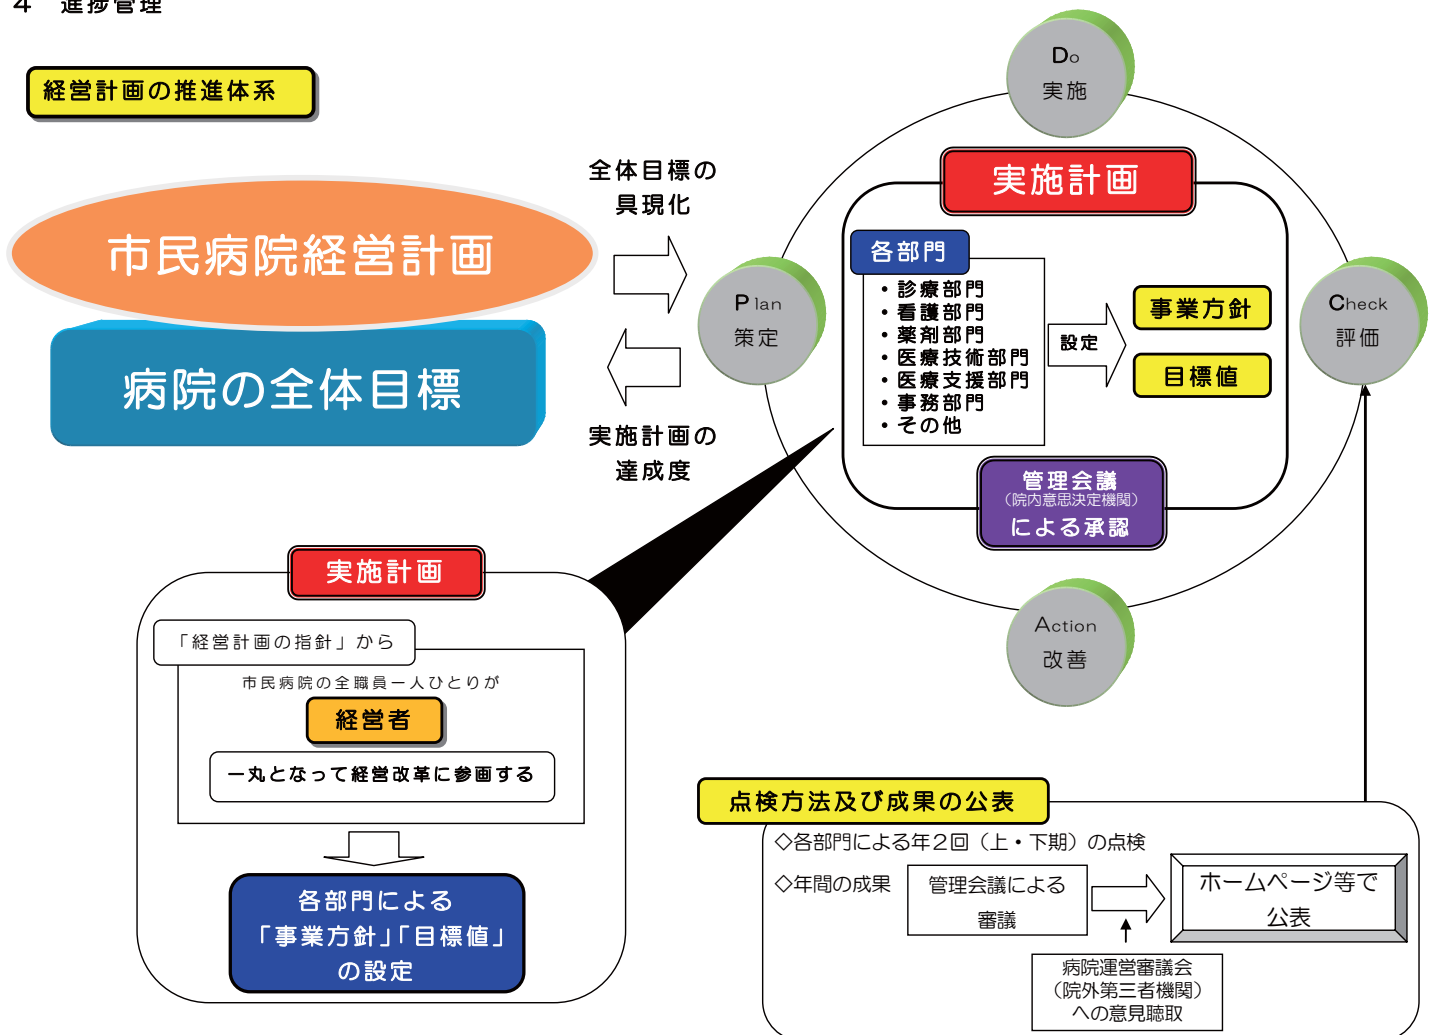 4 進捗管理
経営計画の推進体系
市民病院経営計画
病院の全体目標
全体目標の
具現化
実施計画の
達成度
Do
実施
Plan
策定
Check
評価
Action
改善
実施計画
各部門
・診療部門
・看護部門
・薬剤部門
・医療技術部門
・医療支援部門
・事務部門
・その他
設定
事業方針
目標値
管理会議
（院内意思決定機関）
による承認
実施計画
「経営計画の指針」から
市民病院の全職員一人ひとりが
経営者
一丸となって経営改革に参画する
各部門による
「事業方針」「目標値」
の設定
点検方法及び成果の公表
◇各部門による年２回（上・下期）の点検
◇年間の成果
管理会議による
審議
ホームページ等で
公表
病院運営審議会
（院外第三者機関）
への意見聴取